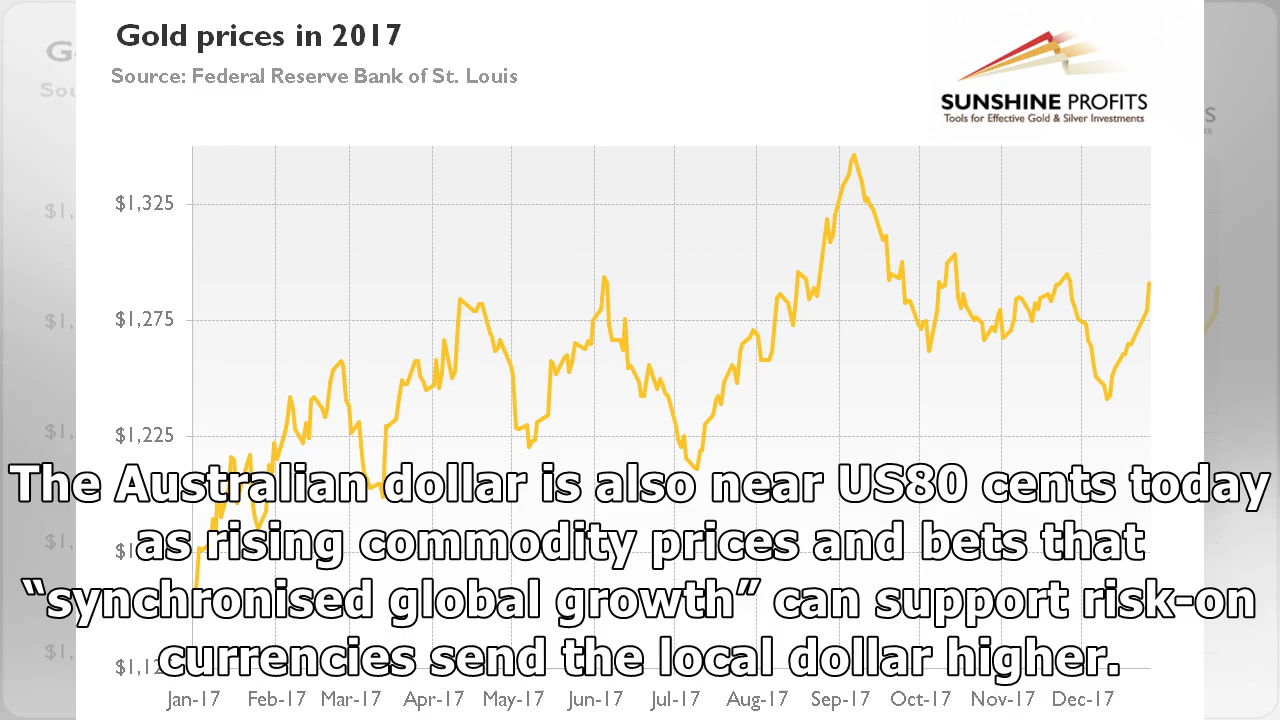 Gold prices in 2017
Source: Federal Reserve Bank of St. Louis
SUNSHINE PROFITS
Tools for Effective Gold & Silver Investments
$1,325
$1,275
$1,225
The Australian dollar is also near US80 cents today
as rising commodity prices and bets that
“synchronised global growth” can support risk-on
currencies send the local dollar higher.
Jan-17 Feb-17 Mar-17 Apr-17 May-17 Jun-17 Jul-17 Aug-17 Sep-17 Oct-17 Nov-17 Dec-17